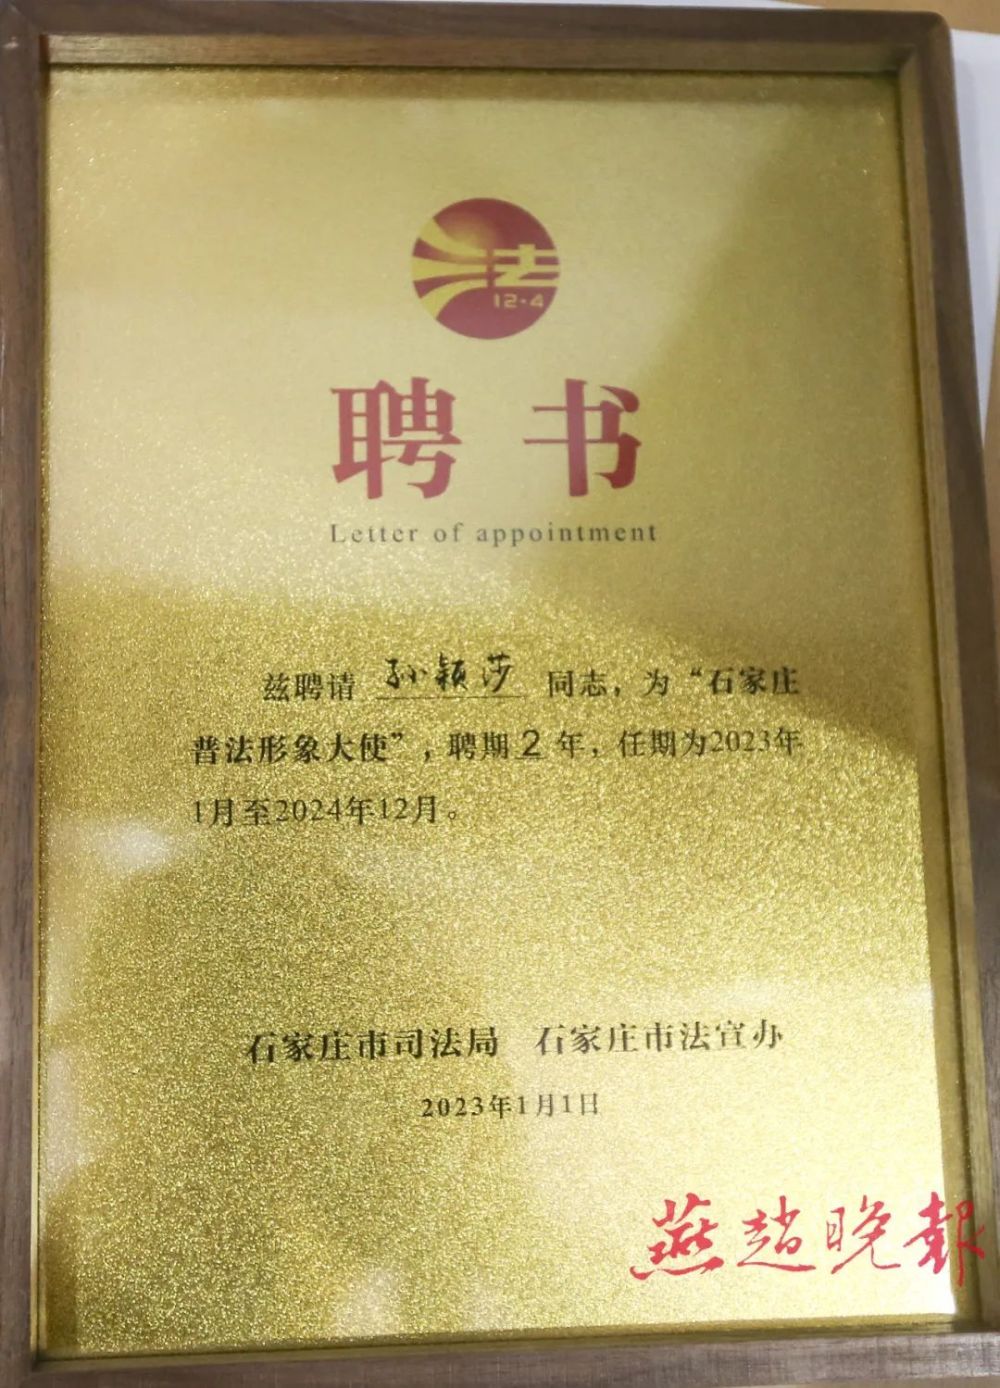 法
12·4
聘书
Letter of appointment
兹聘请 孙颖莎 同志，为“石家庄
普法形象大使”，聘期 2 年，任期为2023年
1月至2024年12月。
石家庄市司法局 石家庄市法宣办
2023年1月1日
燕趙晚報